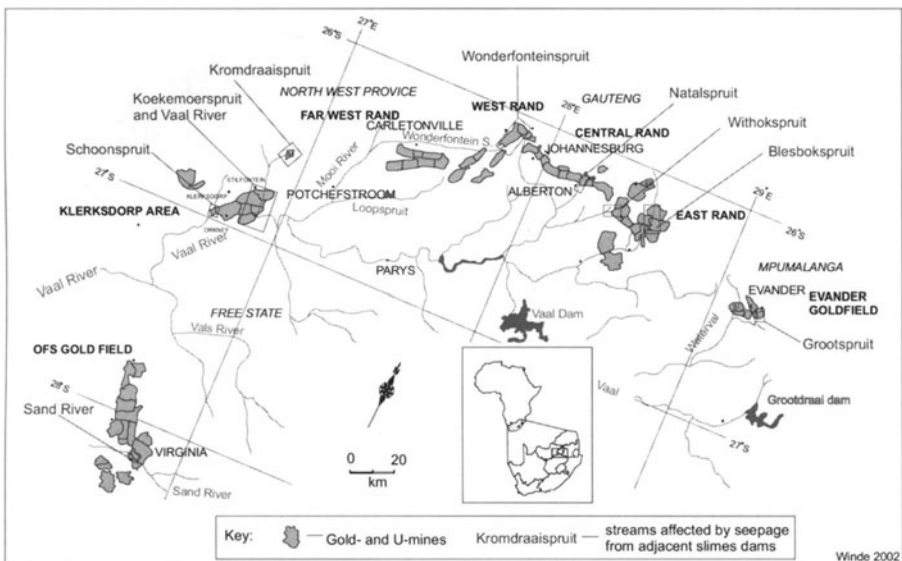 27°E
26°S
Wonderfonteinspruit
Kromdraaispruit
NORTH WEST PROVICE
GAUTENG
Natalspruit
Koekemoerspruit
and Vaal River
FAR WEST RAND
WEST RAND
28°E
CENTRAL RAND
Withokspruit
CARLETONVILLE
Wonderfontein S.
JOHANNESBURG
Schoonspruit
Mooi River
Blesbokspruit
27°S
STILFONTEIN
KLERKSDORP
POTCHEFSTROOM
ALBERTON
29°E
Loopspruit
KLERKSDORP AREA
EAST RAND
26°S
ORKNEY
Vaal River
PARYS
MPUMALANGA
Vaal River
EVANDER
EVANDER
GOLDFIELD
FREE STATE
Vaal Dam
Vals River
Waterval
Grootspruit
OFS GOLD FIELD
28°S
Vaal
Grootdraai dam
Sand River
27°S
VIRGINIA
0 20
km
Sand River
Key:
Gold- and U-mines
Kromdraaispruit
streams affected by seepage
from adjacent slimes dams
Winde 2002